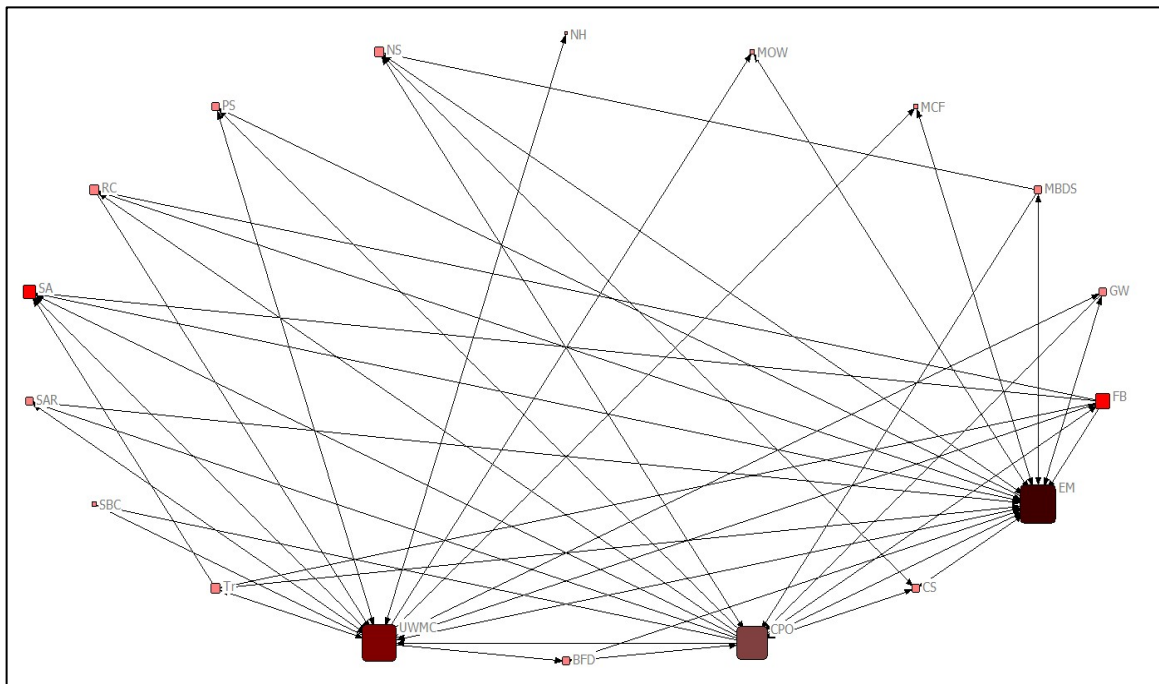 NH
NS
MOW
PS
MCF
RC
MBDS
SA
GW
SAR
FB
EM
SBC
Tr
CS
UWMC
CPO
BFD